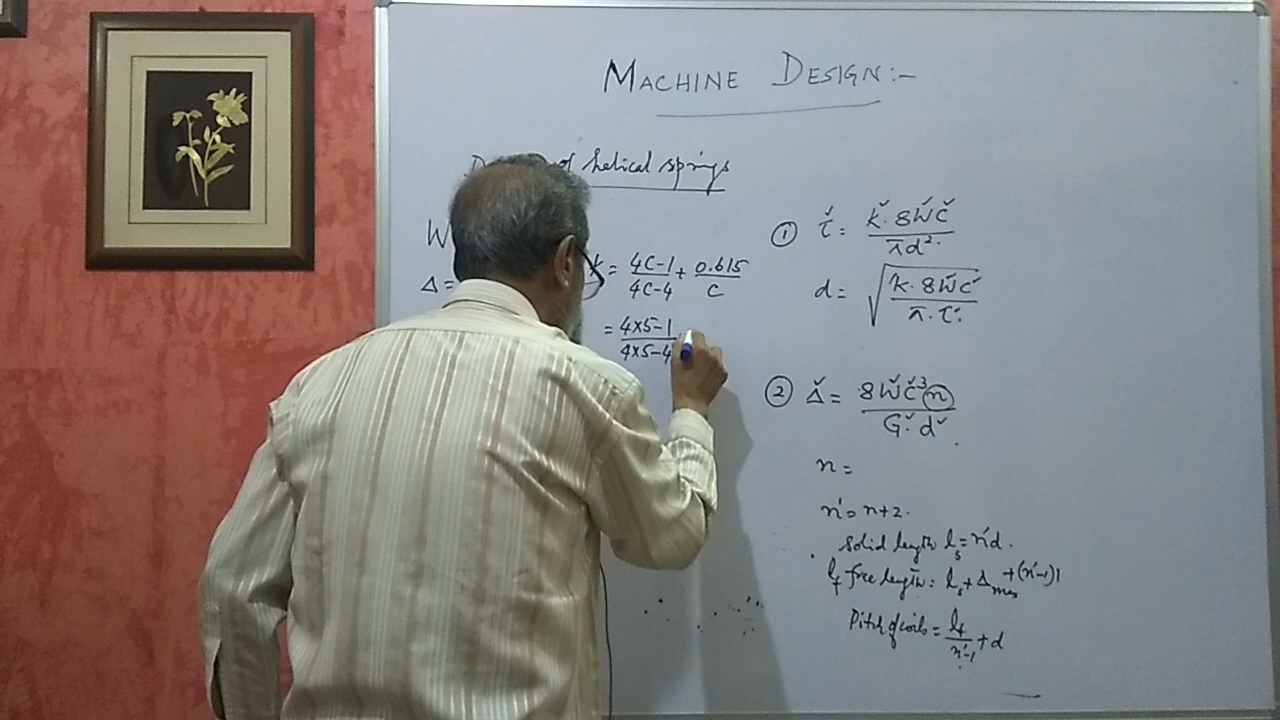 MACHINE DESIGN:-
of helical springs
W
Δ=
K = (4C-1)/(4C-4) + 0.615/C
= (4×5-1)/(4×5-4
① τ = K·8WC/πd²
d = √(K·8WC/π·τ)
② Δ = 8WC³n/G·d
n =
n' = n+2.
Solid length ls = n'd.
lf free length = ls + Δmax + (n'-1)1
Pitch of coils = lf/(n'-1) + d